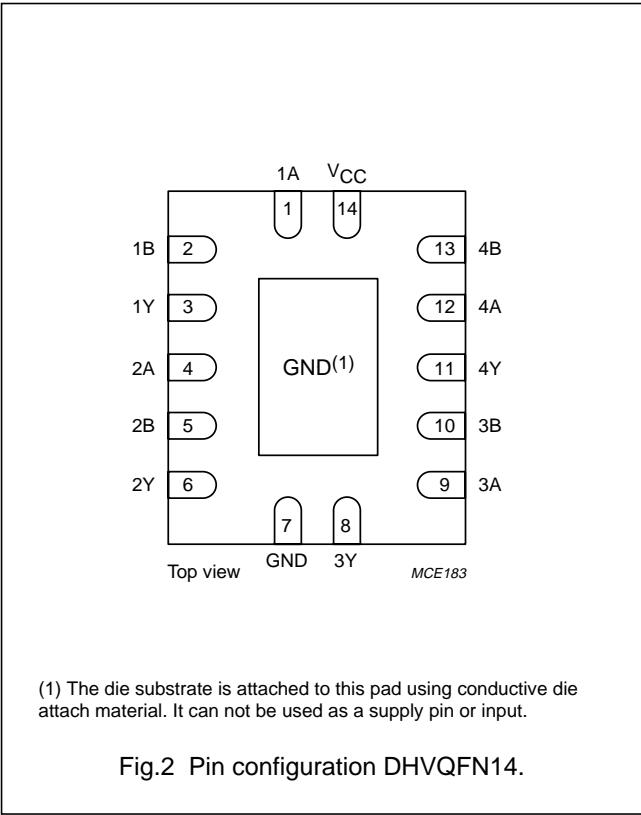 1A VCC
1 14
1B 2 13 4B
1Y 3 12 4A
2A 4 GND(1) 11 4Y
2B 5 10 3B
2Y 6 9 3A
7 8
Top view GND 3Y MCE183
(1) The die substrate is attached to this pad using conductive die
attach material. It can not be used as a supply pin or input.
Fig.2 Pin configuration DHVQFN14.